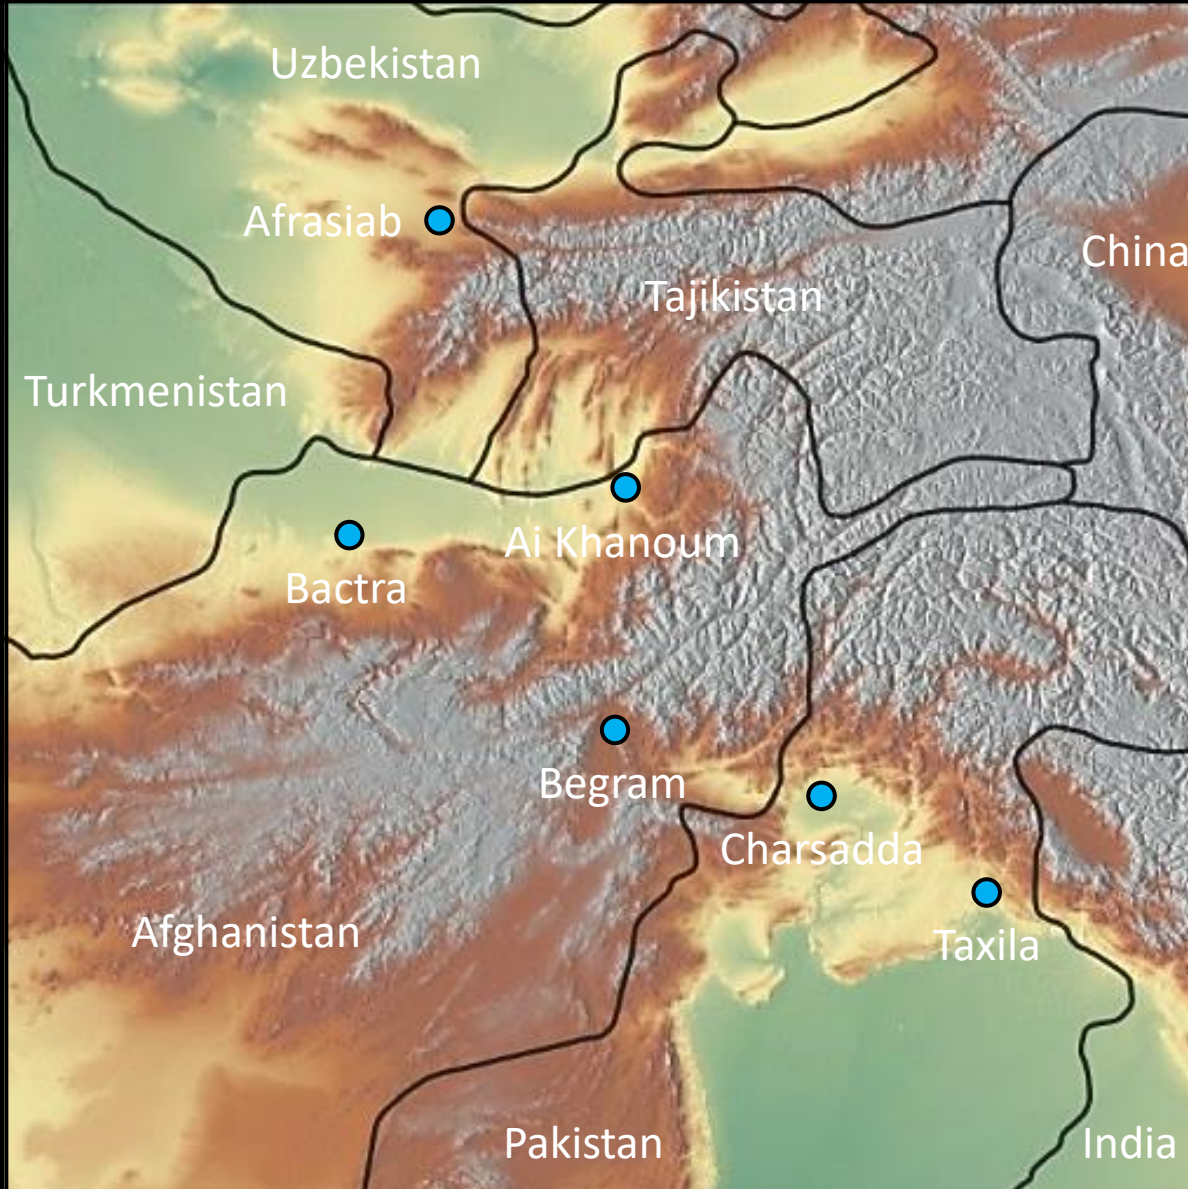 Uzbekistan
Afrasiab
China
Tajikistan
Turkmenistan
Ai Khanoum
Bactra
Begram
Charsadda
Afghanistan
Taxila
Pakistan
India